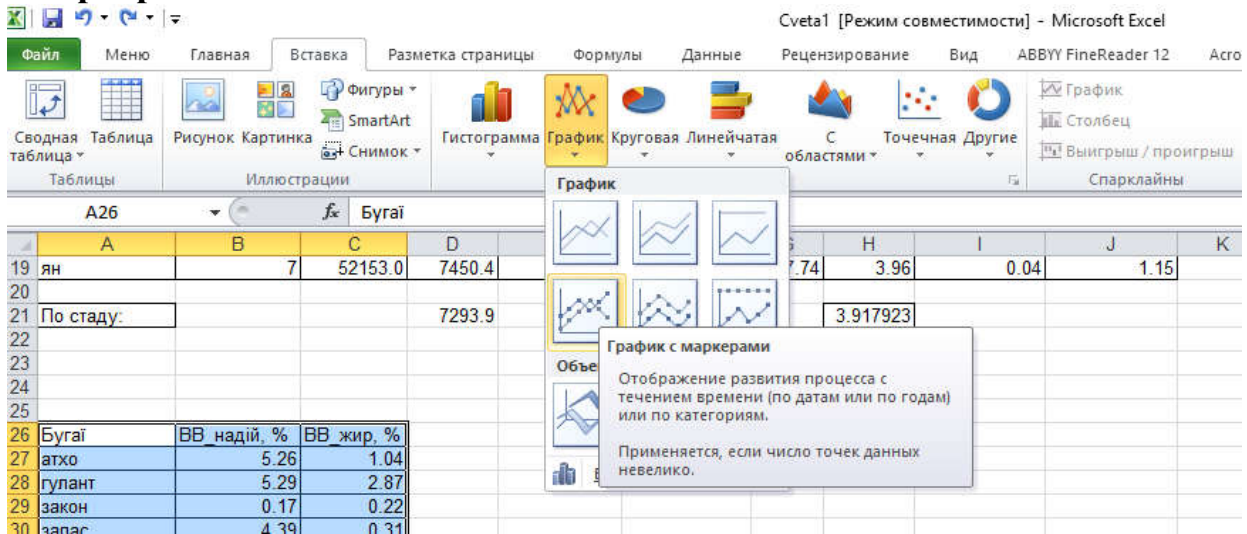 Cveta1 [Режим совместимости] - Microsoft Excel
Файл Меню Главная Вставка Разметка страницы Формулы Данные Рецензирование Вид ABBYY FineReader 12 Acro
Сводная таблица Таблица Рисунок Картинка Фигуры SmartArt Снимок Гистограмма График Круговая Линейчатая С областями Точечная Другие График Столбец Выигрыш / проигрыш
Таблицы Иллюстрации Спарклайны
График
A26 fx Бугаї
A B C D H I J K
19 ян 7 52153.0 7450.4 7.74 3.96 0.04 1.15
20
21 По стаду: 7293.9 3.917923
22
23
24
25
График с маркерами
Объе
Отображение развития процесса с
течением времени (по датам или по годам)
или по категориям.
Применяется, если число точек данных
невелико.
26 Бугаї ВВ_надій, % ВВ_жир, %
27 атхо 5.26 1.04
28 гулант 5.29 2.87
29 закон 0.17 0.22
30 запас 4.39 0.31